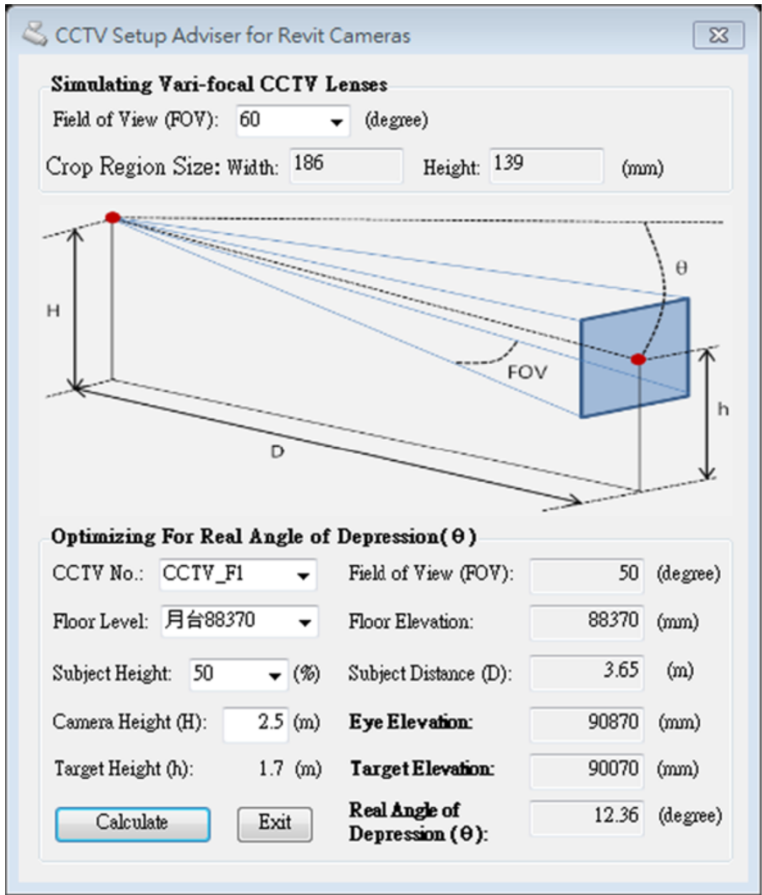 CCTV Setup Adviser for Revit Cameras
Simulating Vari-focal CCTV Lenses
Field of View (FOV): 60 (degree)
Crop Region Size: Width: 186 Height: 139 (mm)
θ
H
FOV
h
D
Optimizing For Real Angle of Depression(θ)
CCTV No.: CCTV_F1 Field of View (FOV): 50 (degree)
Floor Level: 月台88370 Floor Elevation: 88370 (mm)
Subject Height: 50 (%) Subject Distance (D): 3.65 (m)
Camera Height (H): 2.5 (m) Eye Elevation: 90870 (mm)
Target Height (h): 1.7 (m) Target Elevation: 90070 (mm)
Calculate Exit Real Angle of
Depression (θ): 12.36 (degree)